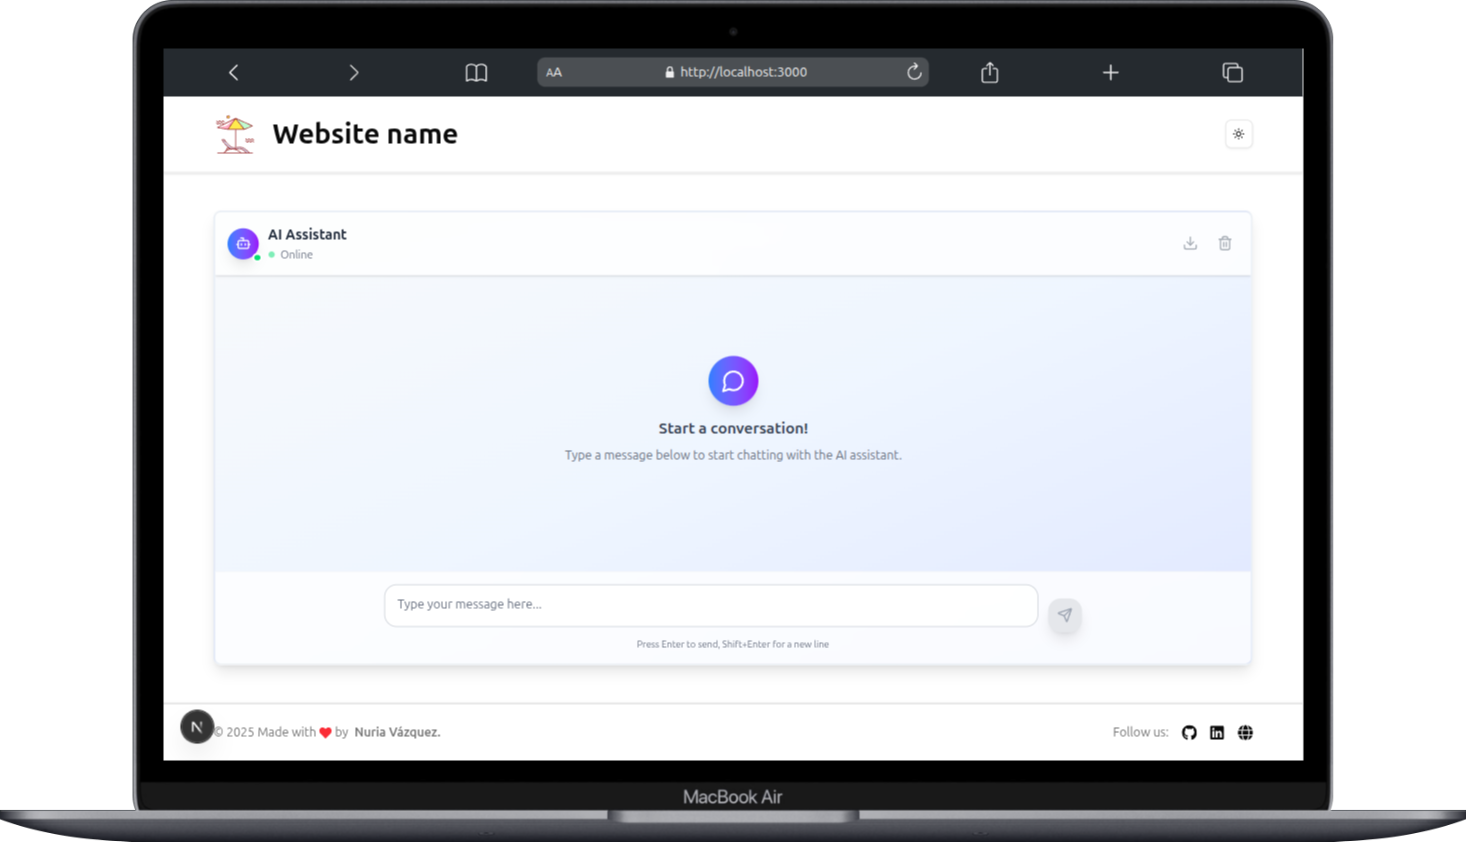 AA http://localhost:3000
Website name
AI Assistant
Online
Start a conversation!
Type a message below to start chatting with the AI assistant.
Type your message here...
Press Enter to send, Shift+Enter for a new line
N © 2025 Made with ❤ by Nuria Vázquez.
Follow us: in
MacBook Air